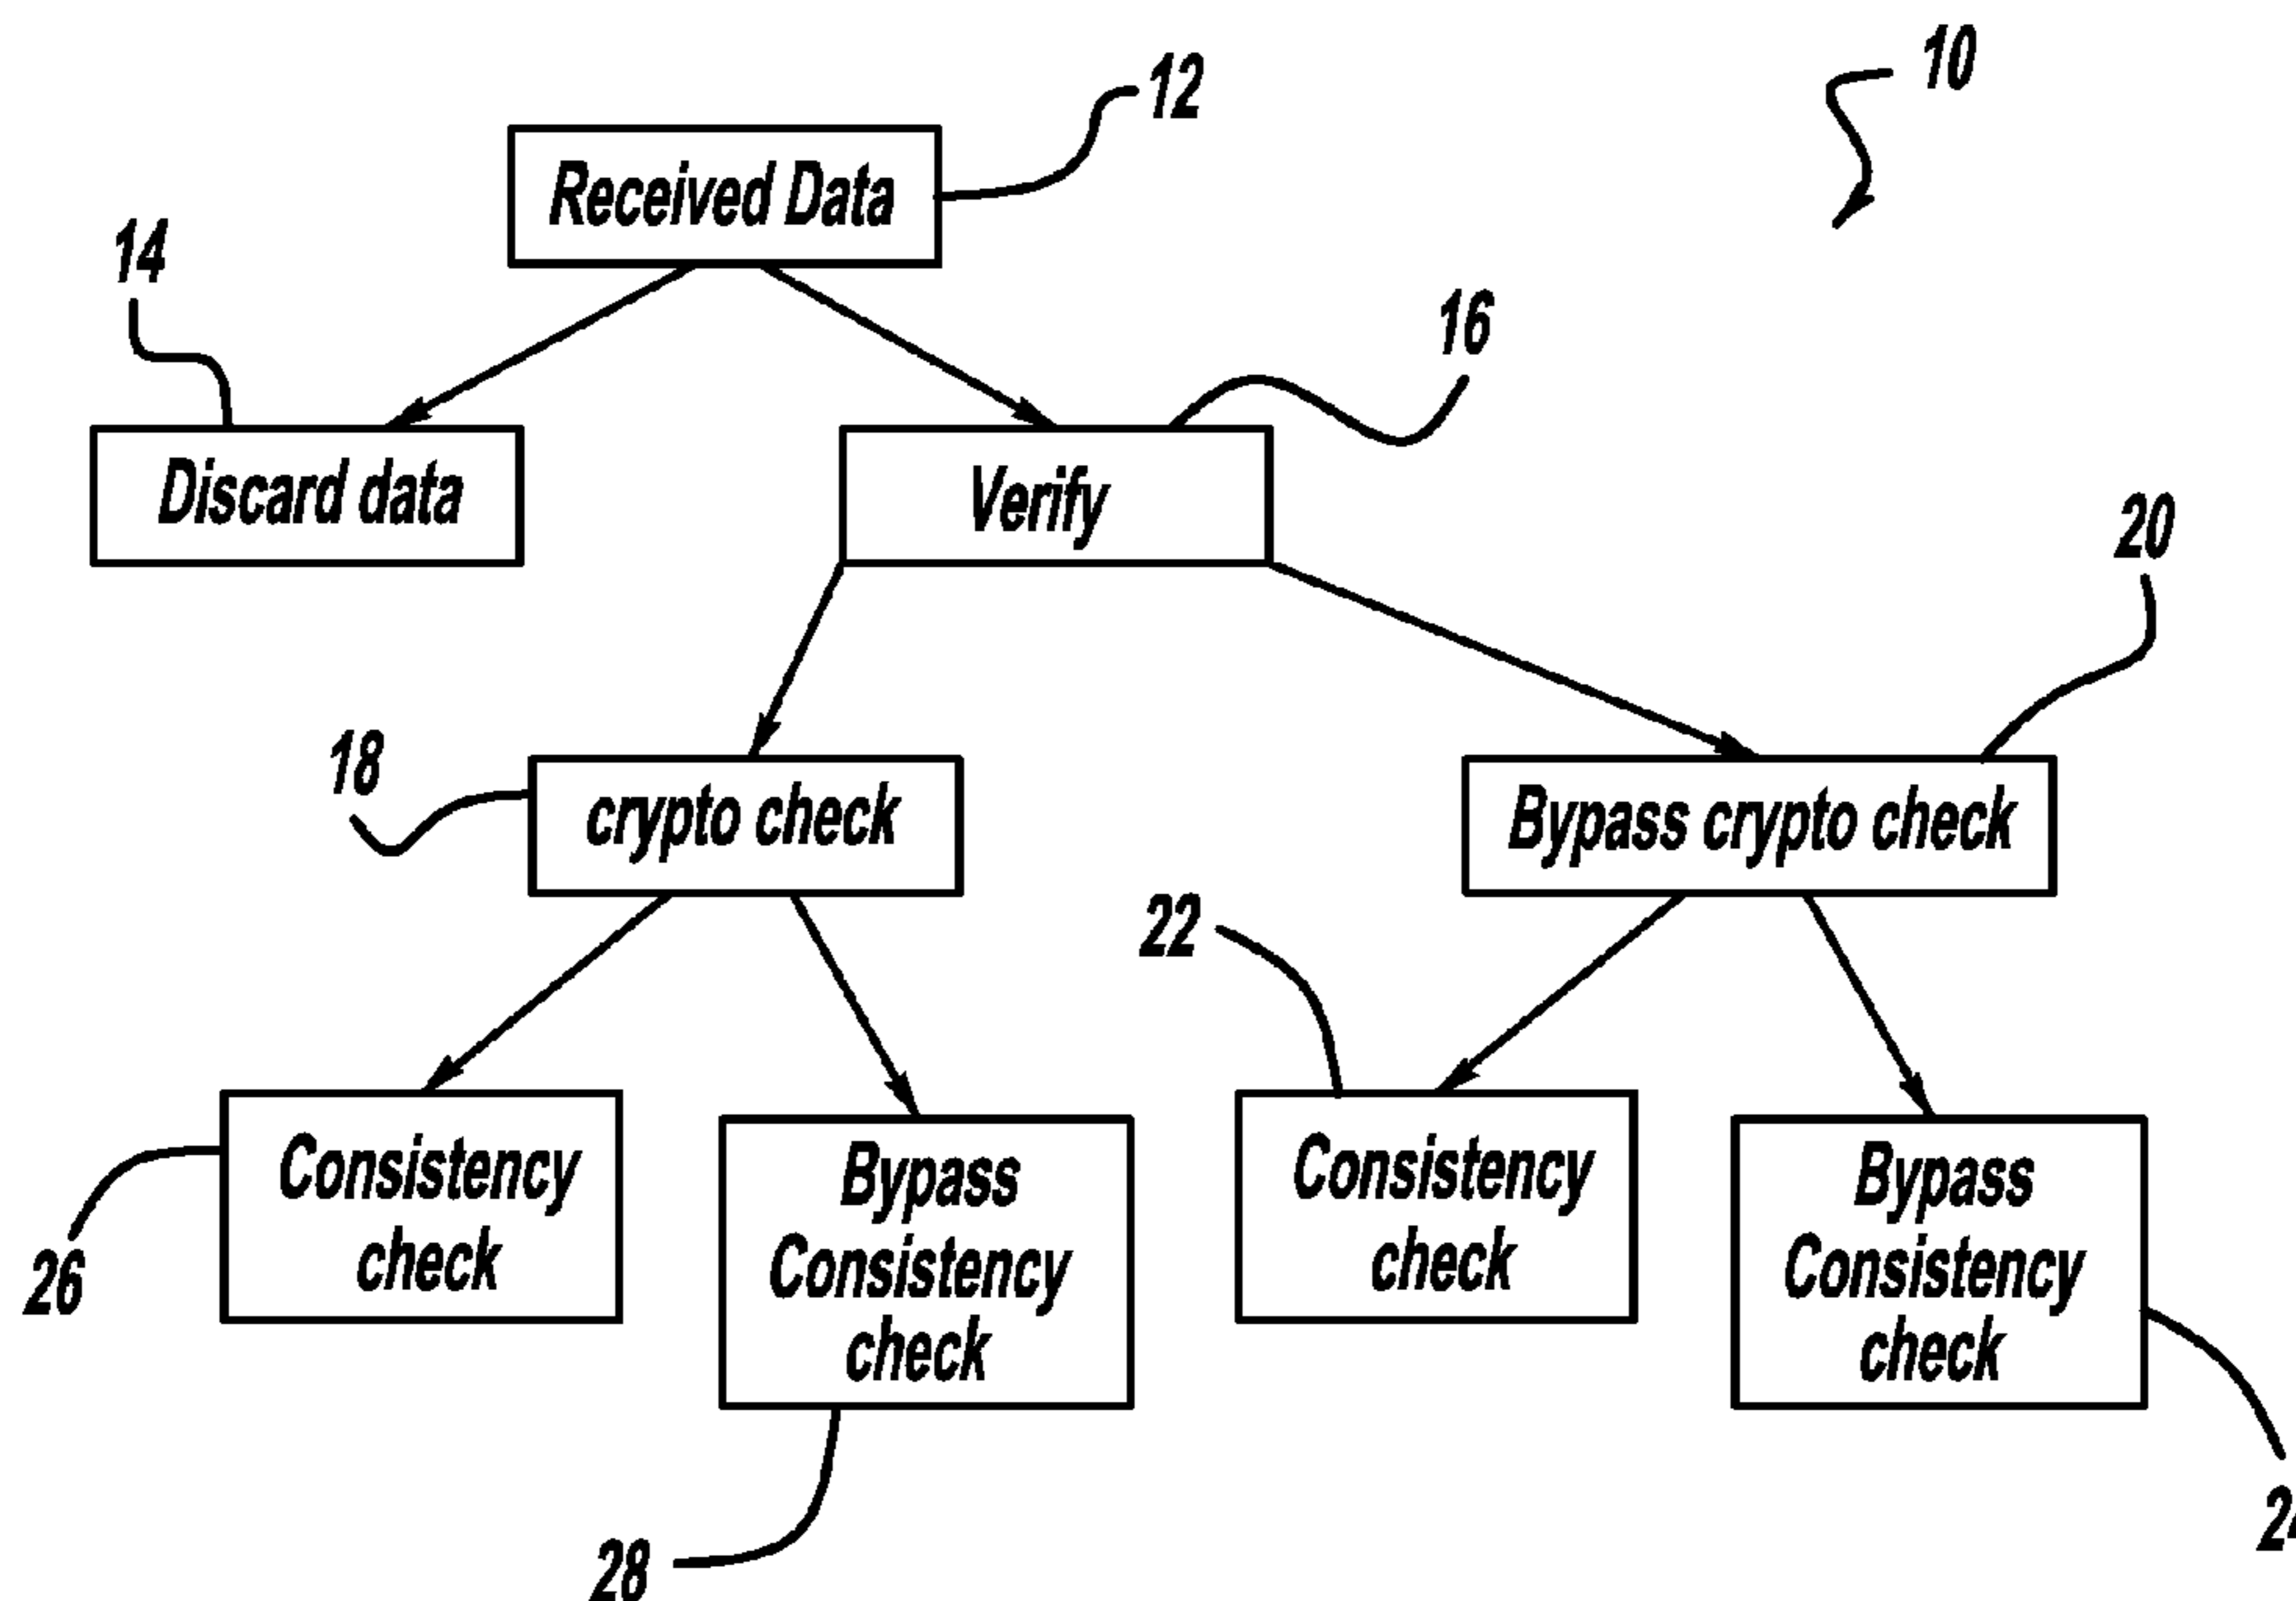 10
12
Received Data
14
16
Discard data
Verify
20
18
crypto check
Bypass crypto check
22
Consistency
check
Bypass
Consistency
check
Consistency
check
Bypass
Consistency
check
26
28